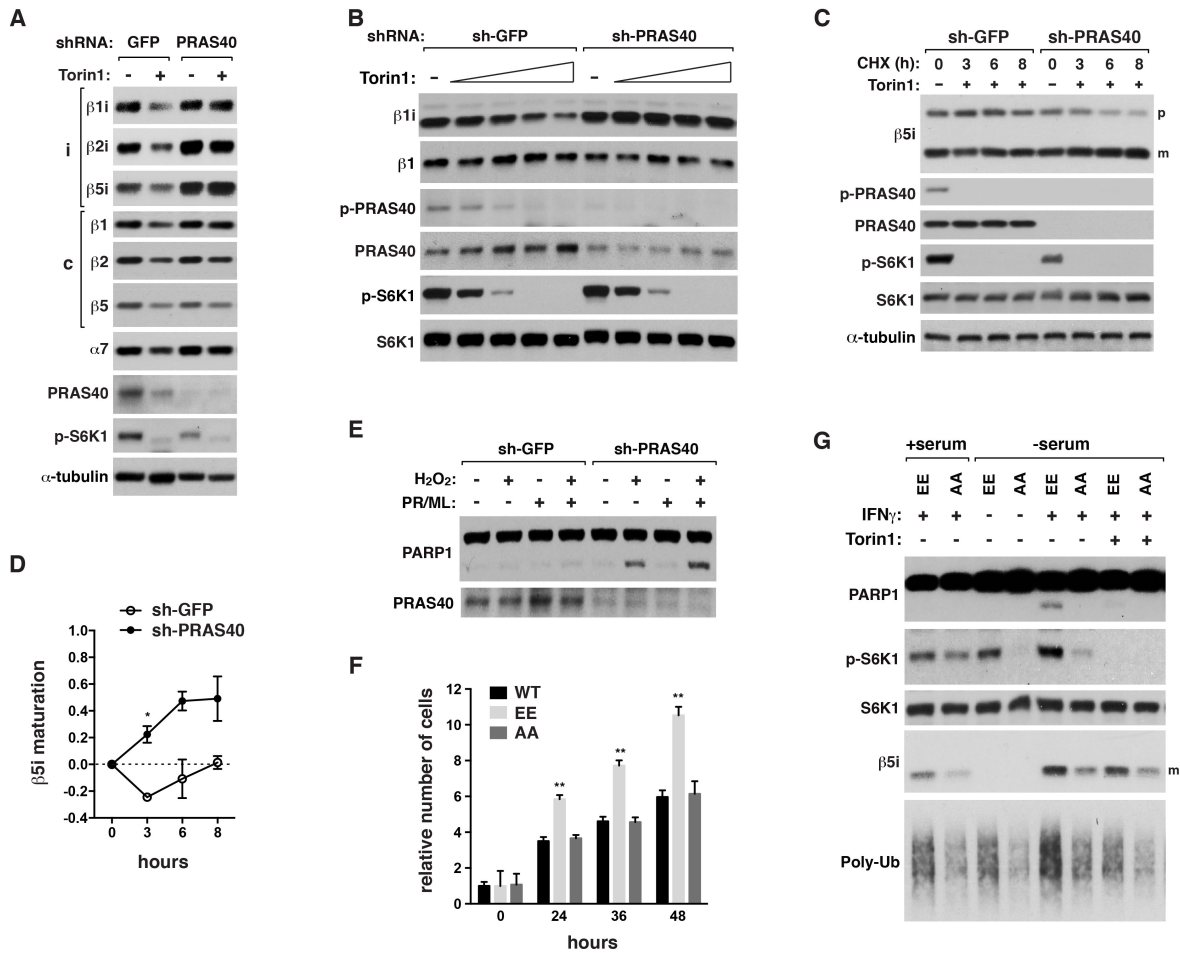 A
shRNA: GFP PRAS40
Torin1: - + - +
i
β1i
β2i
β5i
c
β1
β2
β5
α7
PRAS40
p-S6K1
α-tubulin
B
shRNA: sh-GFP sh-PRAS40
Torin1: – –
β1i
β1
p-PRAS40
PRAS40
p-S6K1
S6K1
C
sh-GFP sh-PRAS40
CHX (h): 0 3 6 8 0 3 6 8
Torin1: – + + + – + + +
β5i
p
m
p-PRAS40
PRAS40
p-S6K1
S6K1
α-tubulin
D
sh-GFP
sh-PRAS40
β5i maturation
1.0
0.8
0.6
0.4
0.2
0.0
-0.2
-0.4
*
0 3 6 8
hours
E
sh-GFP sh-PRAS40
H2O2: - + - + - + - +
PR/ML: - - + + - - + +
PARP1
PRAS40
F
relative number of cells
12
10
8
6
4
2
0
WT
EE
AA
**
**
**
0 24 36 48
hours
G
+serum -serum
EE AA EE AA EE AA EE AA
IFNγ: + + - - + + + +
Torin1: - - - - - - + +
PARP1
p-S6K1
S6K1
β5i
m
Poly-Ub